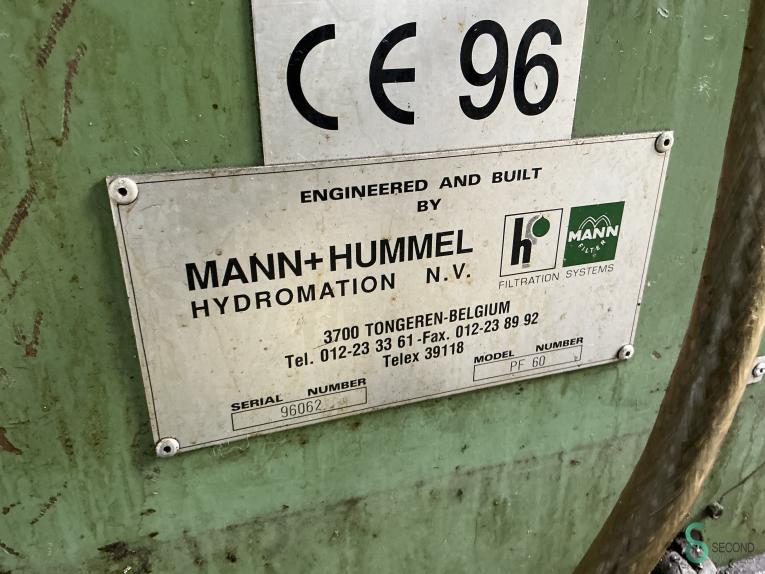 CE 96
ENGINEERED AND BUILT
BY
MANN+HUMMEL
HYDROMATION N.V.
h
MANN
FILTER
FILTRATION SYSTEMS
3700 TONGEREN-BELGIUM
Tel. 012-23 33 61 -Fax. 012-23 89 92
Telex 39118
SERIAL NUMBER
96062
MODEL NUMBER
PF 60
SECOND